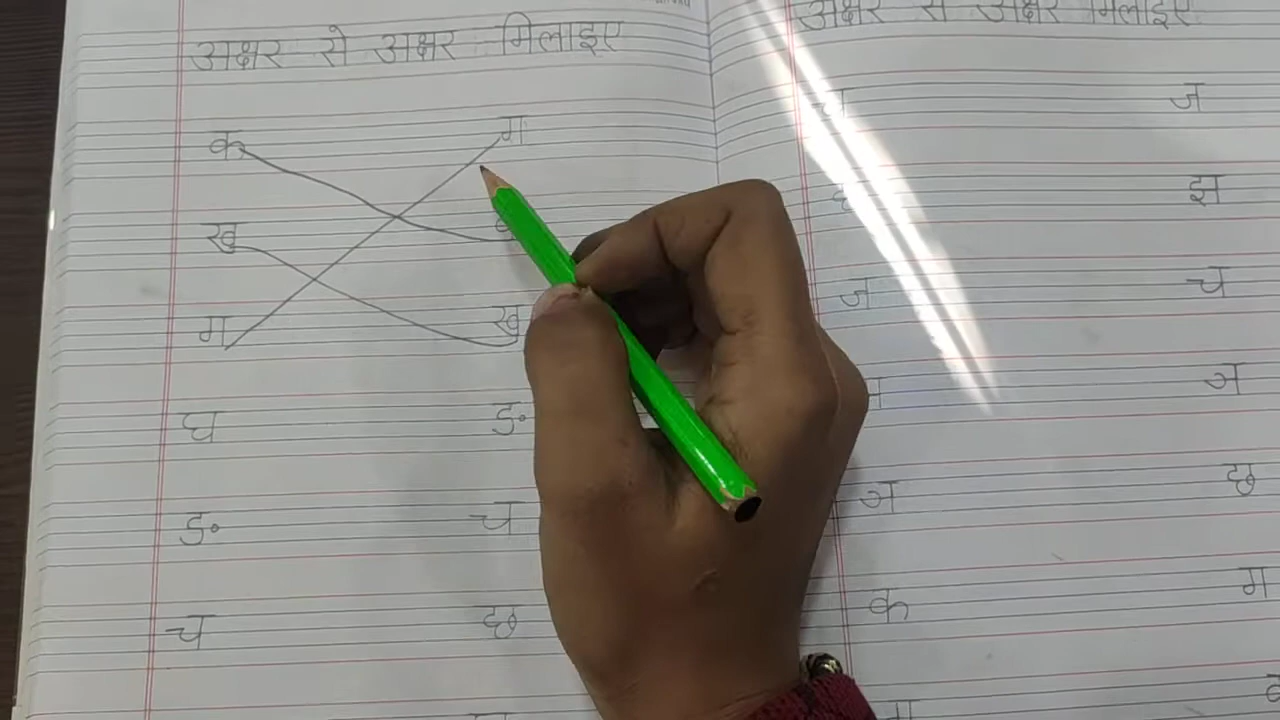 अक्षर से अक्षर मिलाइए
क ग
ख
ग ख
घ ङ
ङ च
च छ
अक्षर से अक्षर मिलाइए
ज
झ
ज च
ञ
ञ छ
क ग